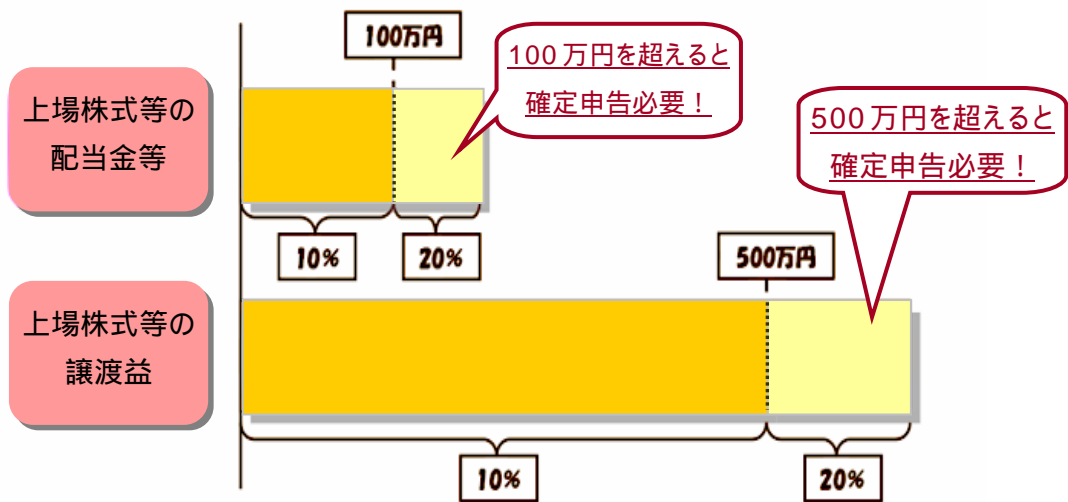 100万円
100万円を超えると
確定申告必要！
上場株式等の
配当金等
500万円を超えると
確定申告必要！
10%
20%
500万円
上場株式等の
譲渡益
10%
20%